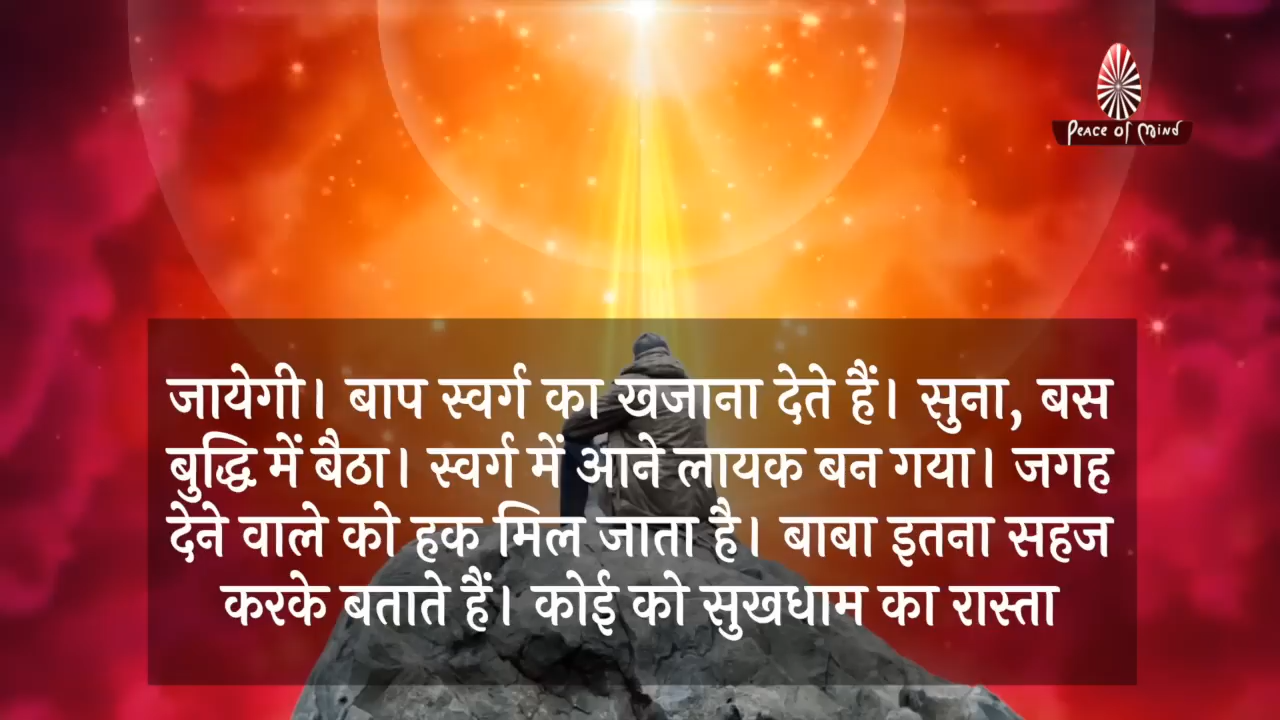 Peace of Mind
जायेगी। बाप स्वर्ग का खजाना देते हैं। सुना, बस
बुद्धि में बैठा। स्वर्ग में आने लायक बन गया। जगह
देने वाले को हक मिल जाता है। बाबा इतना सहज
करके बताते हैं। कोई को सुखधाम का रास्ता